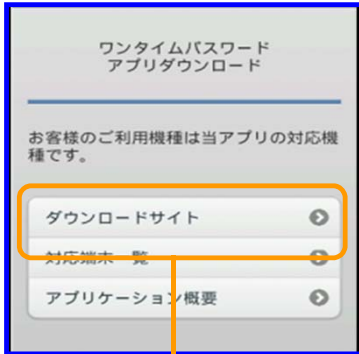 ワンタイムパスワード
アプリダウンロード
お客様のご利用機種は当アプリの対応機
種です。
ダウンロードサイト
対応端末一覧
アプリケーション概要